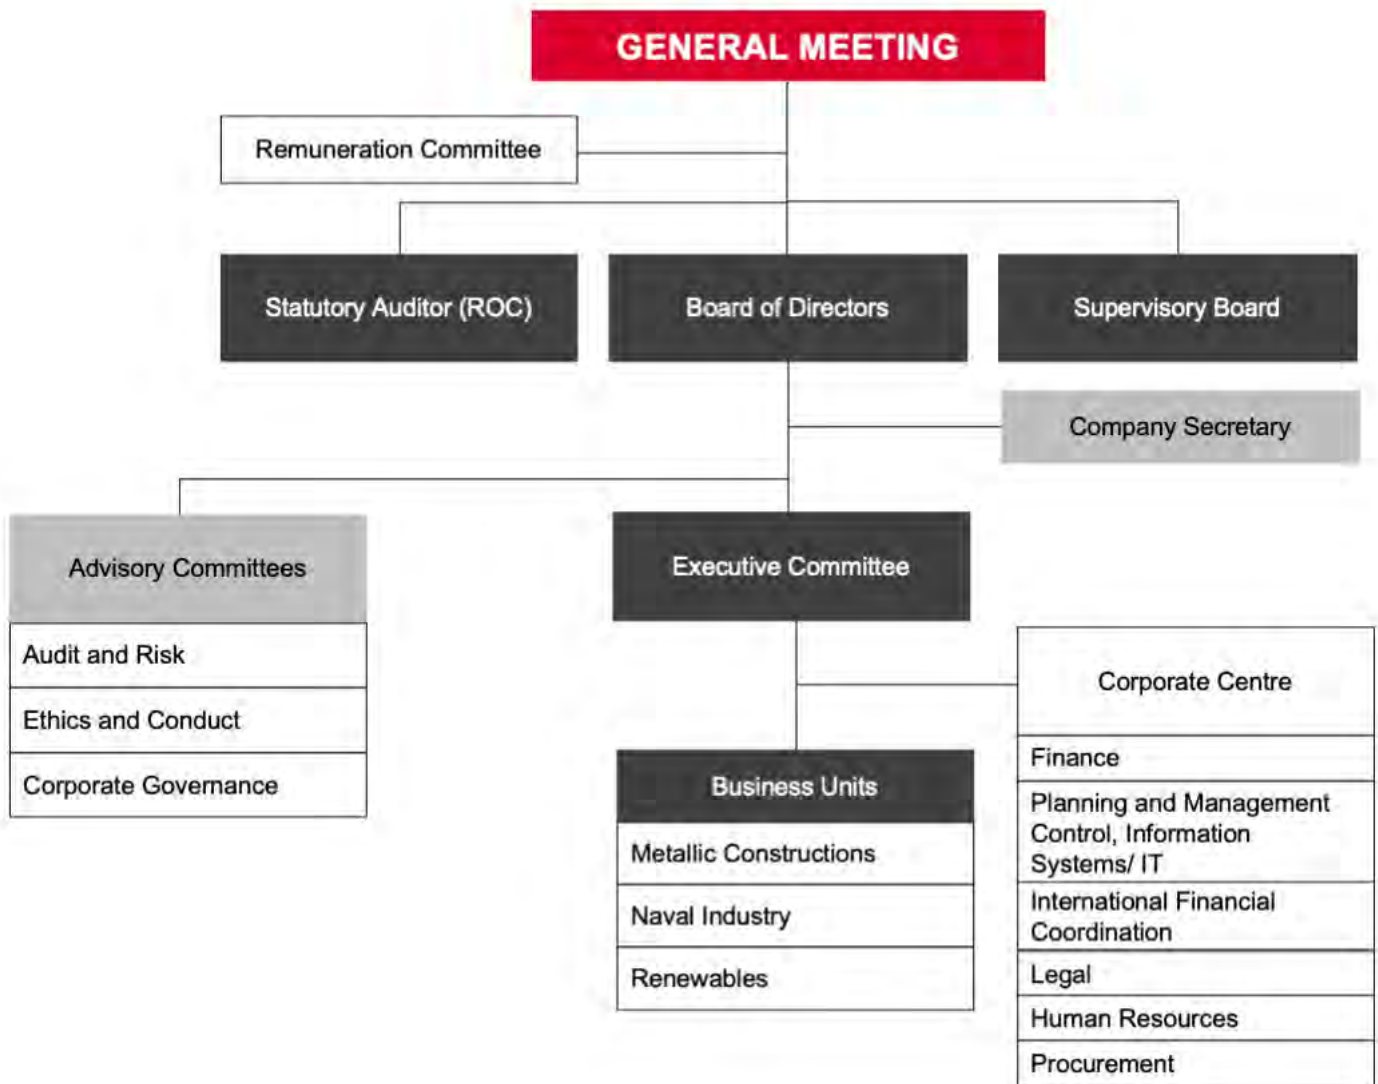 GENERAL MEETING
Remuneration Committee
Statutory Auditor (ROC)
Board of Directors
Supervisory Board
Company Secretary
Advisory Committees
Audit and Risk
Ethics and Conduct
Corporate Governance
Executive Committee
Business Units
Metallic Constructions
Naval Industry
Renewables
Corporate Centre
Finance
Planning and Management
Control, Information
Systems/ IT
International Financial
Coordination
Legal
Human Resources
Procurement